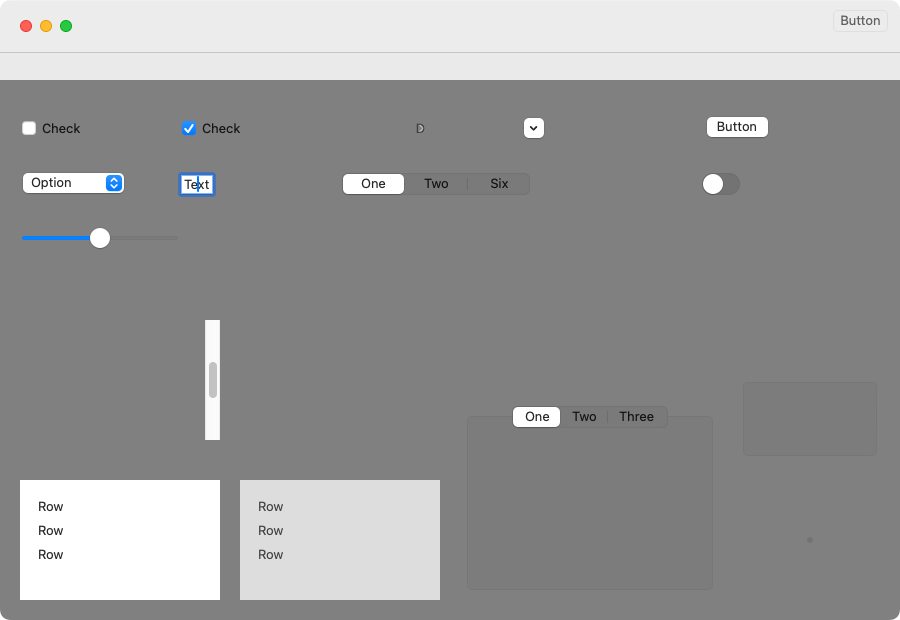 Button
Check Check D Button
Option Text One Two Six
One Two Three
Row Row
Row Row
Row Row